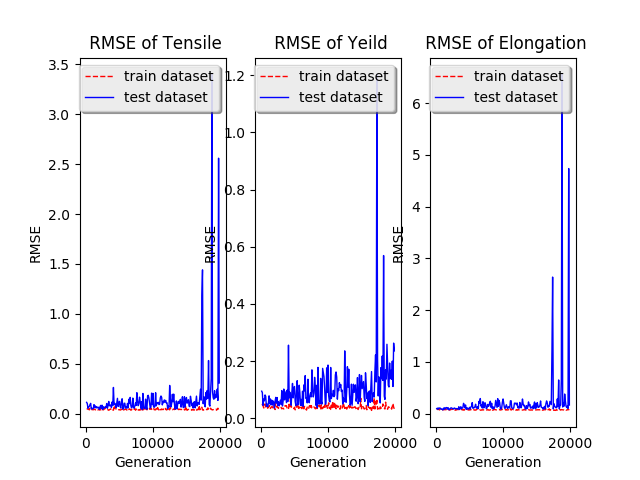 RMSE of Tensile
train dataset
test dataset
RMSE
3.5
3.0
2.5
2.0
1.5
1.0
0.5
0.0
0
10000
20000
Generation
RMSE of Yeild
train dataset
test dataset
RMSE
1.2
1.0
0.8
0.6
0.4
0.2
0.0
0
10000
20000
Generation
RMSE of Elongation
train dataset
test dataset
RMSE
6
5
4
3
2
1
0
0
10000
20000
Generation